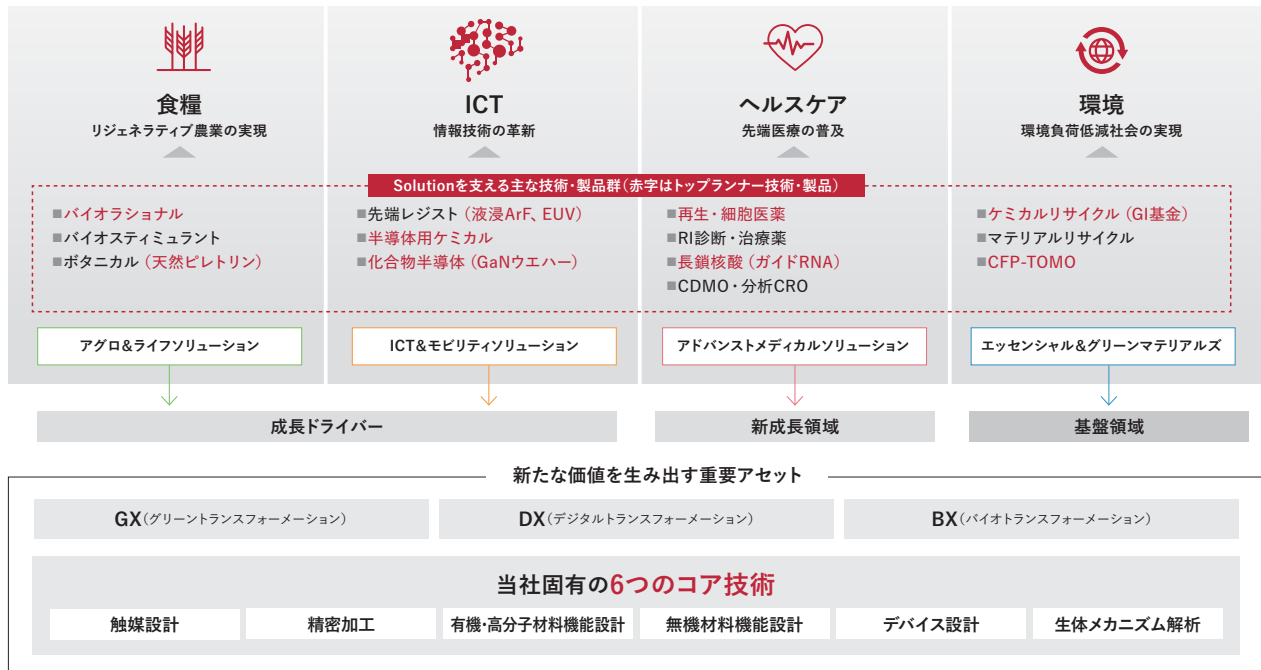 食糧
リジェネラティブ農業の実現
ICT
情報技術の革新
ヘルスケア
先端医療の普及
環境
環境負荷低減社会の実現
Solutionを支える主な技術・製品群(赤字はトップランナー技術・製品)
■バイオラショナル
■バイオスティミュラント
■ボタニカル(天然ピレトリン)
■先端レジスト(液浸ArF、EUV)
■半導体用ケミカル
■化合物半導体(GaNウエハー)
■再生・細胞医薬
■RI診断・治療薬
■長鎖核酸(ガイドRNA)
■CDMO・分析CRO
■ケミカルリサイクル(GI基金)
■マテリアルリサイクル
■CFP-TOMO
アグロ&ライフソリューション
ICT&モビリティソリューション
アドバンストメディカルソリューション
エッセンシャル&グリーンマテリアルズ
成長ドライバー
新成長領域
基盤領域
新たな価値を生み出す重要アセット
GX(グリーントランスフォーメーション)
DX(デジタルトランスフォーメーション)
BX(バイオトランスフォーメーション)
当社固有の6つのコア技術
触媒設計
精密加工
有機・高分子材料機能設計
無機材料機能設計
デバイス設計
生体メカニズム解析